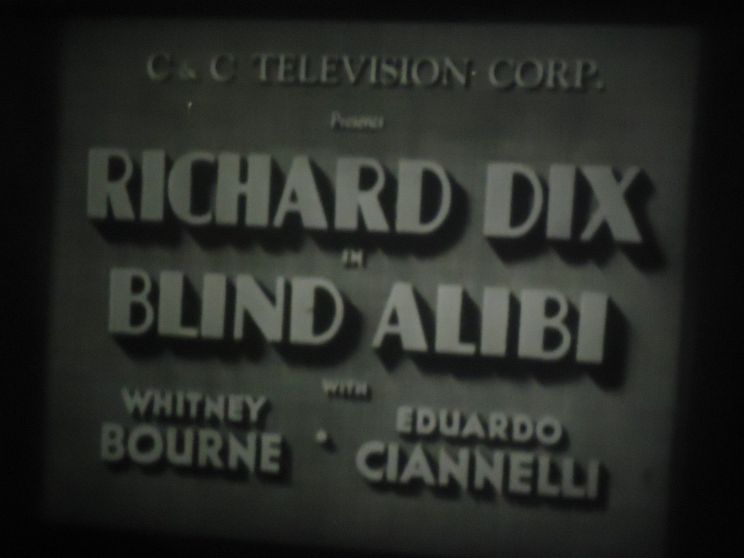 C & C TELEVISION CORP.
Presents
RICHARD DIX
IN
BLIND ALIBI
WITH
WHITNEY BOURNE • EDUARDO CIANNELLI